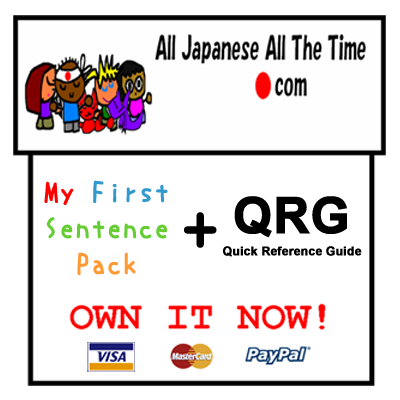 All Japanese All The Time
.com
My First
Sentence
Pack
+
QRG
Quick Reference Guide
OWN IT NOW!
VISA MasterCard PayPal